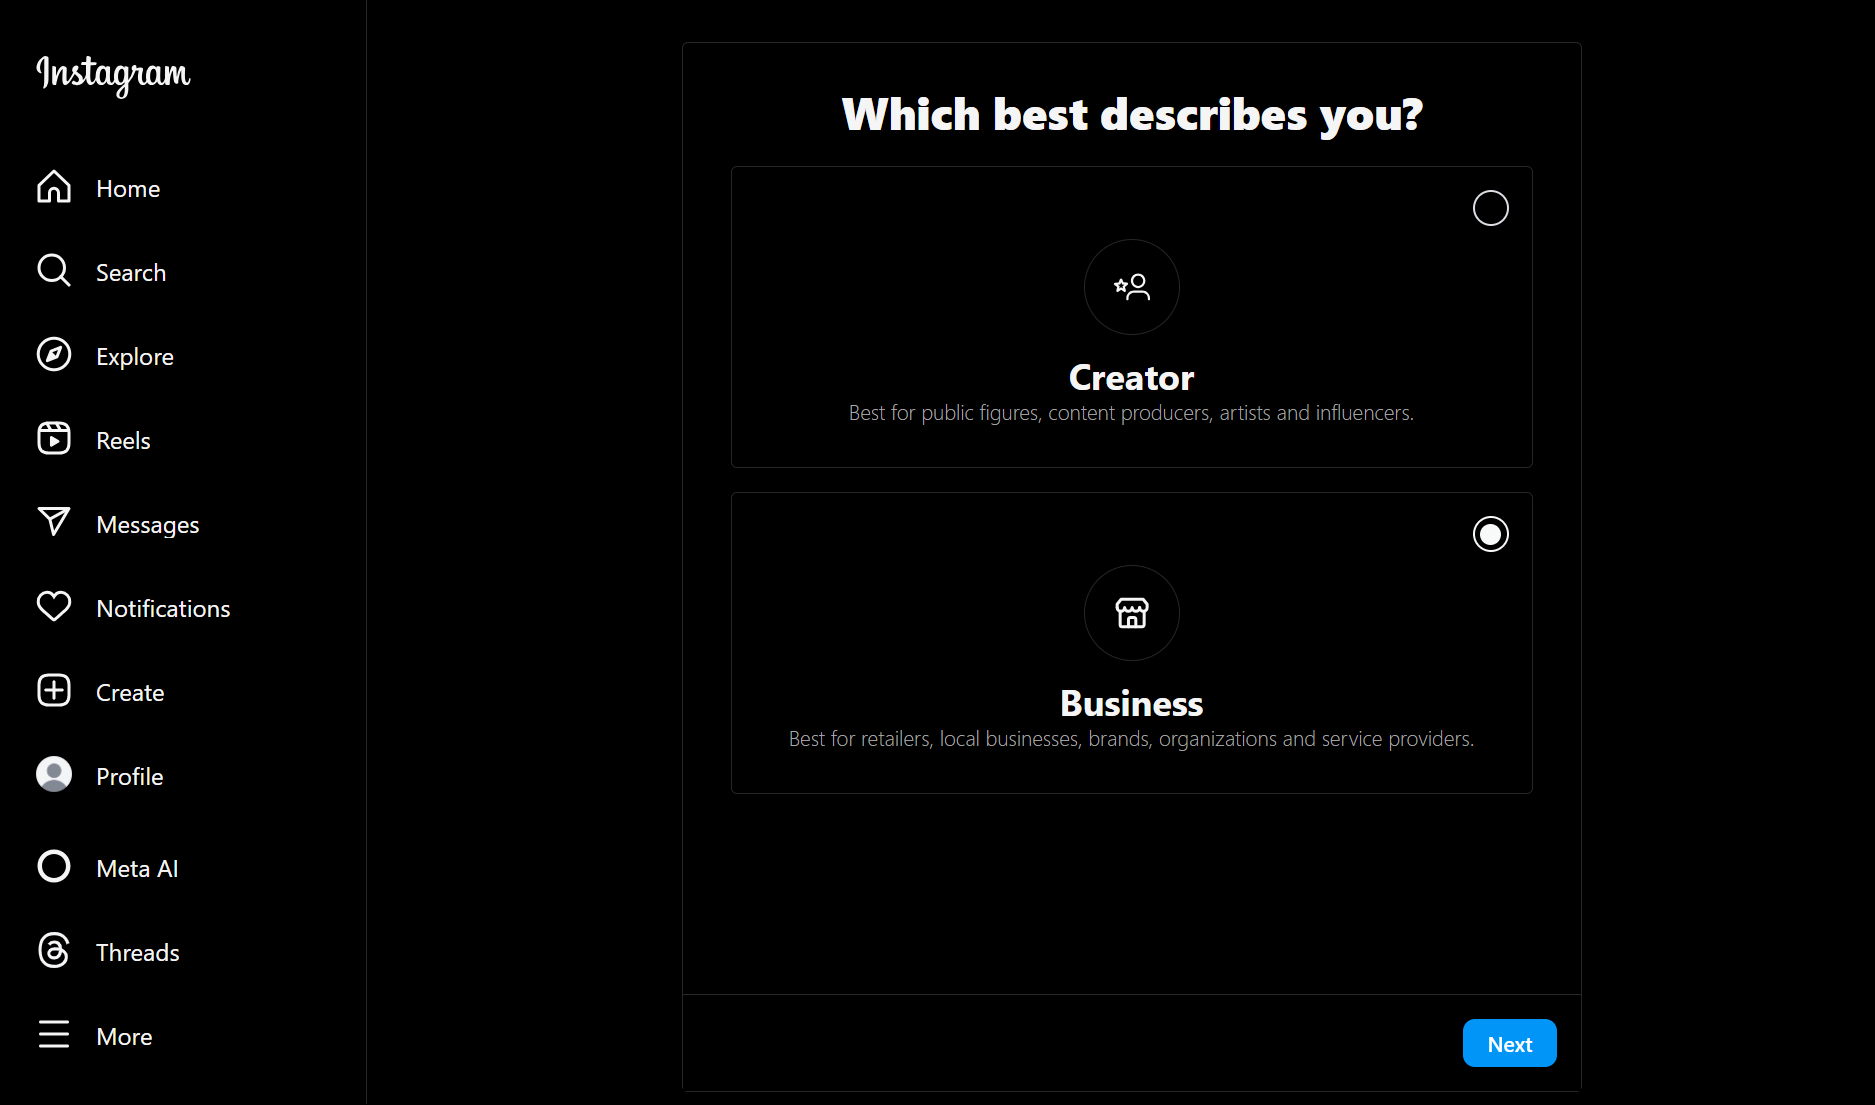 Instagram
Home
Search
Explore
Reels
Messages
Notifications
Create
Profile
Meta AI
Threads
More
Which best describes you?
Creator
Best for public figures, content producers, artists and influencers.
Business
Best for retailers, local businesses, brands, organizations and service providers.
Next